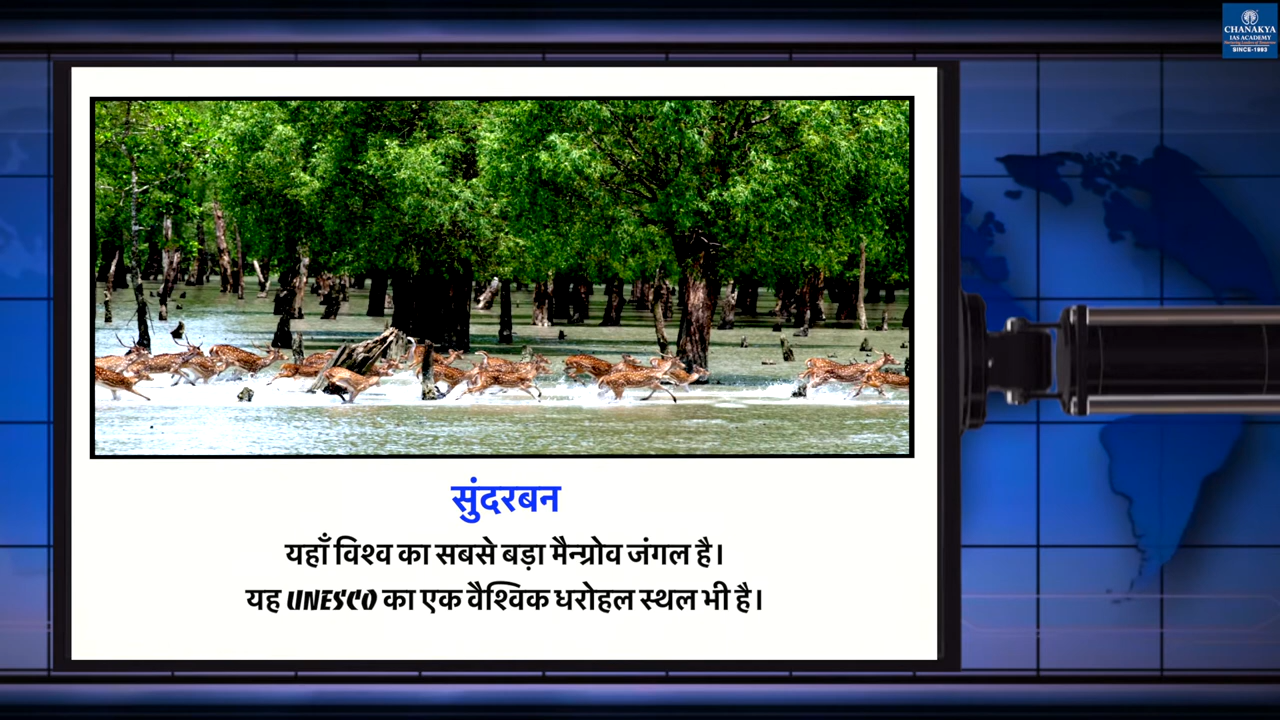 CHANAKYA
IAS ACADEMY
SINCE-1993
सुंदरबन
यहाँ विश्व का सबसे बड़ा मैन्ग्रोव जंगल है।
यह UNESCO का एक वैश्विक धरोहल स्थल भी है।